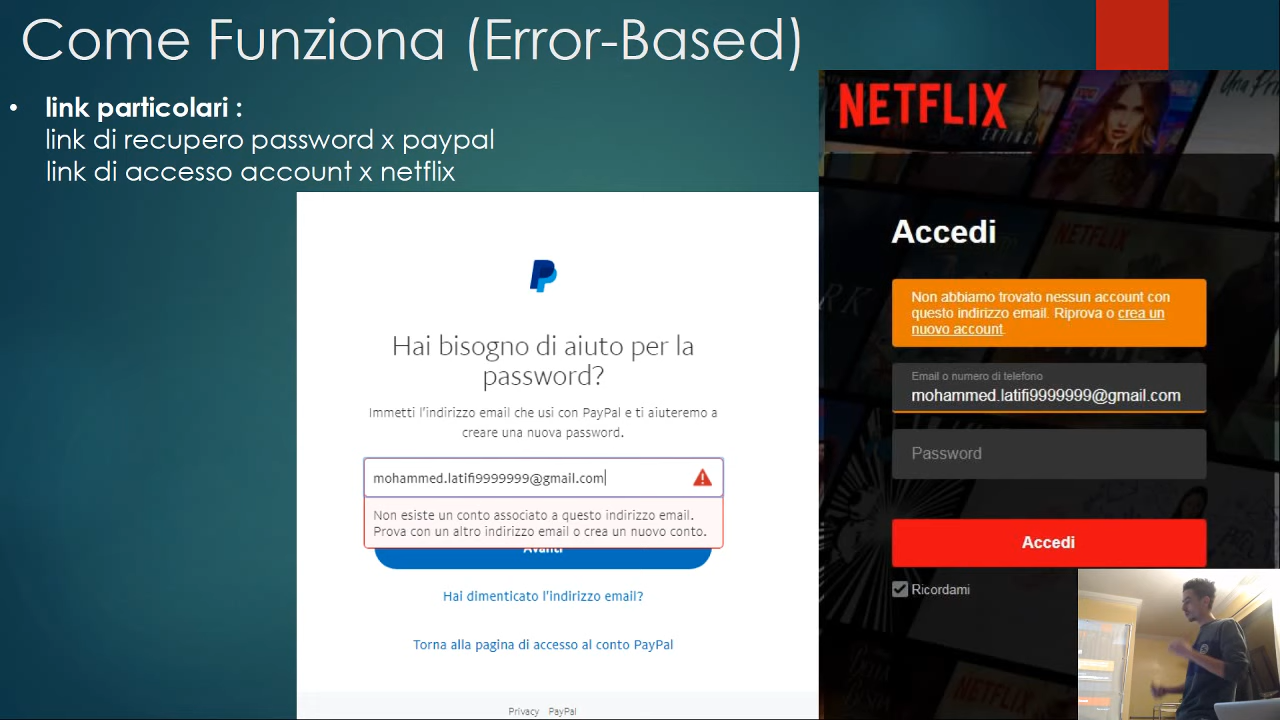 Come Funziona (Error-Based)
• link particolari :
link di recupero password x paypal
link di accesso account x netflix
Hai bisogno di aiuto per la
password?
Immetti l'indirizzo email che usi con PayPal e ti aiuteremo a
creare una nuova password.
mohammed.latifi9999999@gmail.com
Non esiste un conto associato a questo indirizzo email.
Prova con un altro indirizzo email o crea un nuovo conto.
Avanti
Hai dimenticato l'indirizzo email?
Torna alla pagina di accesso al conto PayPal
Privacy PayPal
NETFLIX
Accedi
Non abbiamo trovato nessun account con
questo indirizzo email. Riprova o crea un
nuovo account.
Email o numero di telefono
mohammed.latifi9999999@gmail.com
Password
Accedi
Ricordami
NETFLIX
NETFLIX